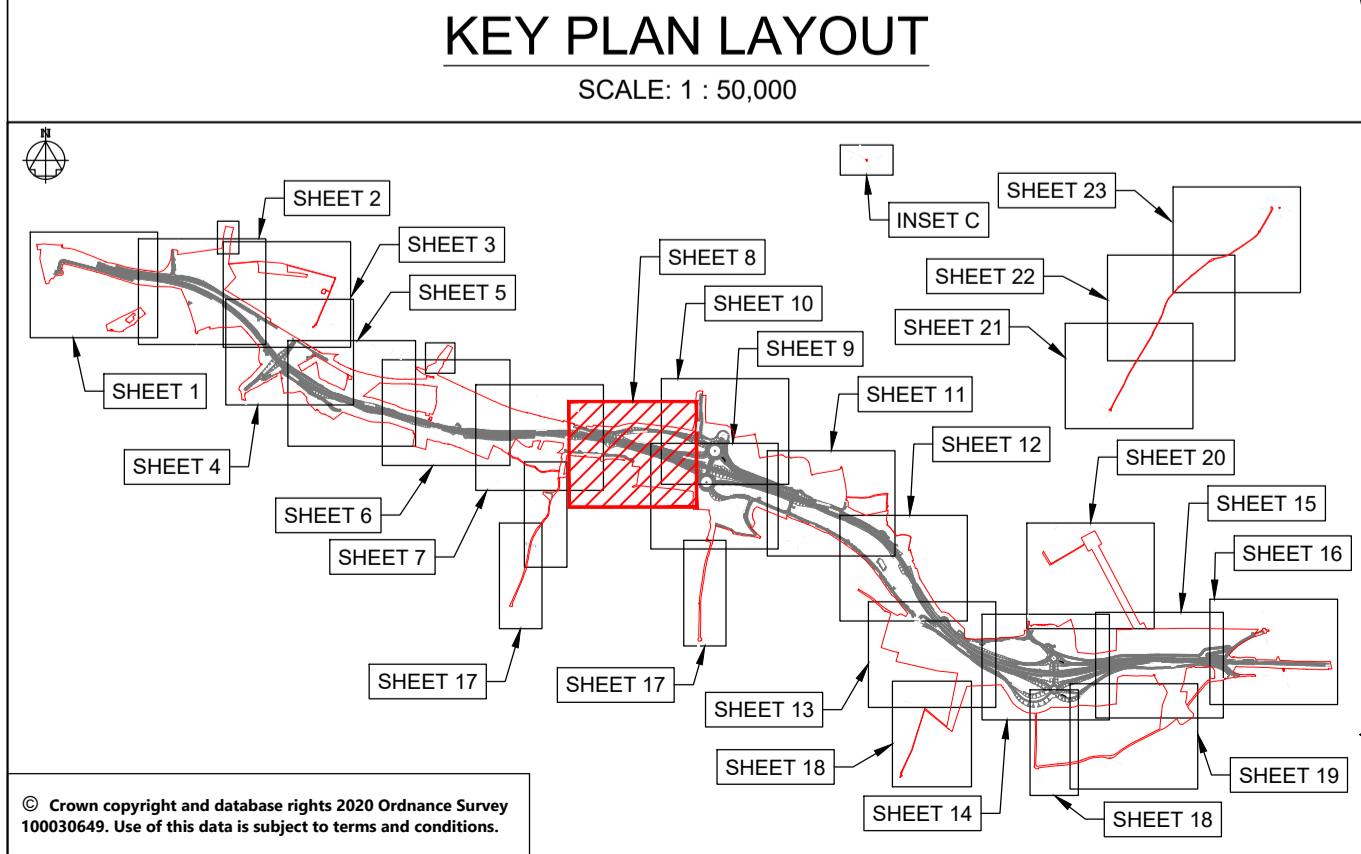 KEY PLAN LAYOUT
SCALE: 1 : 50,000
N
SHEET 2
SHEET 3
SHEET 5
SHEET 8
SHEET 10
SHEET 9
SHEET 11
SHEET 12
INSET C
SHEET 23
SHEET 22
SHEET 21
SHEET 20
SHEET 15
SHEET 16
SHEET 1
SHEET 4
SHEET 6
SHEET 7
SHEET 17
SHEET 17
SHEET 13
SHEET 18
SHEET 14
SHEET 18
SHEET 19
© Crown copyright and database rights 2020 Ordnance Survey
100030649. Use of this data is subject to terms and conditions.